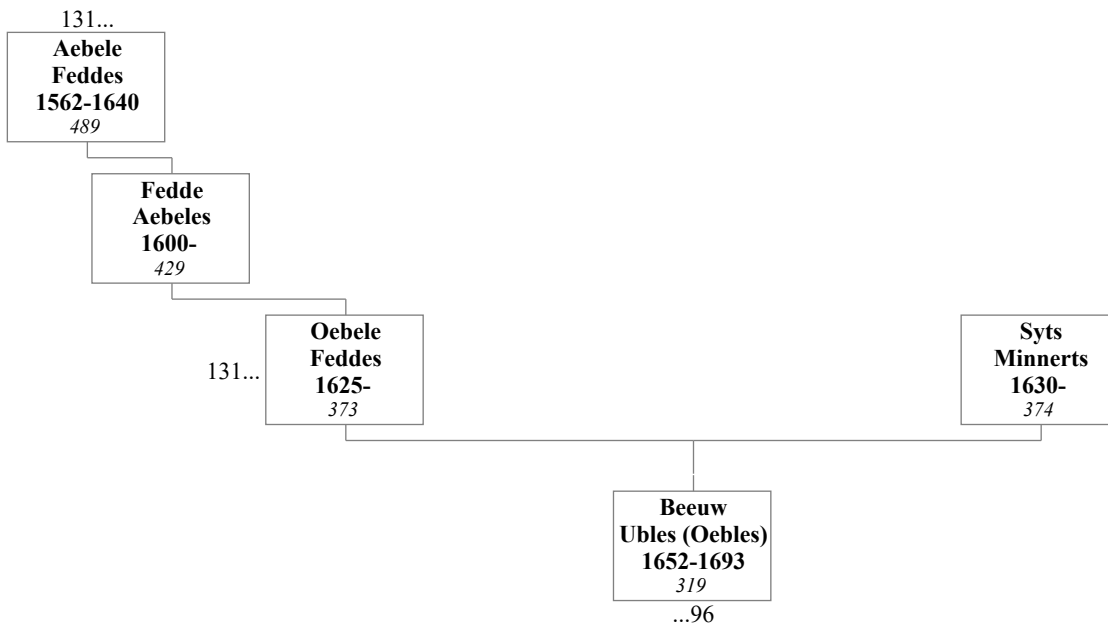 131...
Aebele
Feddes
1562-1640
489
Fedde
Aebeles
1600-
429
131...
Oebele
Feddes
1625-
373
Syts
Minnerts
1630-
374
Beeuw
Ubles (Oebles)
1652-1693
319
...96